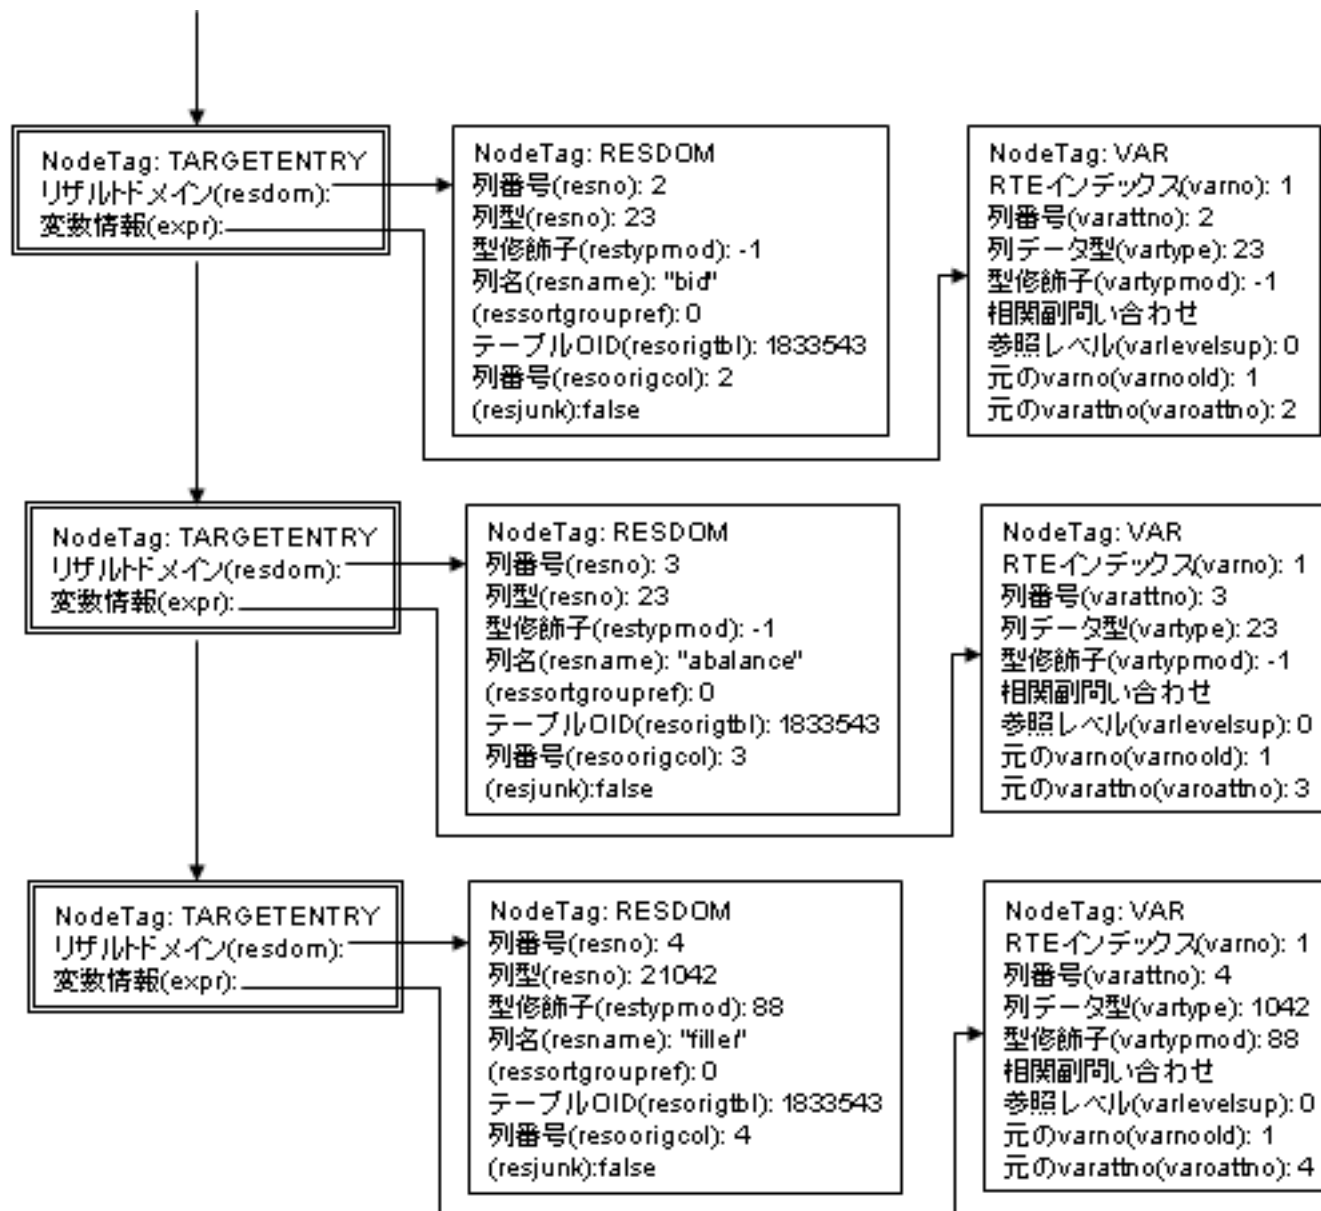 NodeTag: TARGETENTRY
リザルトドメイン(resdom):
変数情報(expr):
NodeTag: RESDOM
列番号(resno): 2
列型(resno): 23
型修飾子(restypmod): -1
列名(resname): "bid"
(ressortgroupref): 0
テーブルOID(resorigtbl): 1833543
列番号(resoorigcol): 2
(resjunk):false
NodeTag: VAR
RTEインデックス(varno): 1
列番号(varattno): 2
列データ型(vartype): 23
型修飾子(vartypmod): -1
相関副問い合わせ
参照レベル(varlevelsup): 0
元のvarno(varnoold): 1
元のvarattno(varoattno): 2
NodeTag: TARGETENTRY
リザルトドメイン(resdom):
変数情報(expr):
NodeTag: RESDOM
列番号(resno): 3
列型(resno): 23
型修飾子(restypmod): -1
列名(resname): "abalance"
(ressortgroupref): 0
テーブルOID(resorigtbl): 1833543
列番号(resoorigcol): 3
(resjunk):false
NodeTag: VAR
RTEインデックス(varno): 1
列番号(varattno): 3
列データ型(vartype): 23
型修飾子(vartypmod): -1
相関副問い合わせ
参照レベル(varlevelsup): 0
元のvarno(varnoold): 1
元のvarattno(varoattno): 3
NodeTag: TARGETENTRY
リザルトドメイン(resdom):
変数情報(expr):
NodeTag: RESDOM
列番号(resno): 4
列型(resno): 21042
型修飾子(restypmod): 88
列名(resname): "filler"
(ressortgroupref): 0
テーブルOID(resorigtbl): 1833543
列番号(resoorigcol): 4
(resjunk):false
NodeTag: VAR
RTEインデックス(varno): 1
列番号(varattno): 4
列データ型(vartype): 1042
型修飾子(vartypmod): 88
相関副問い合わせ
参照レベル(varlevelsup): 0
元のvarno(varnoold): 1
元のvarattno(varoattno): 4